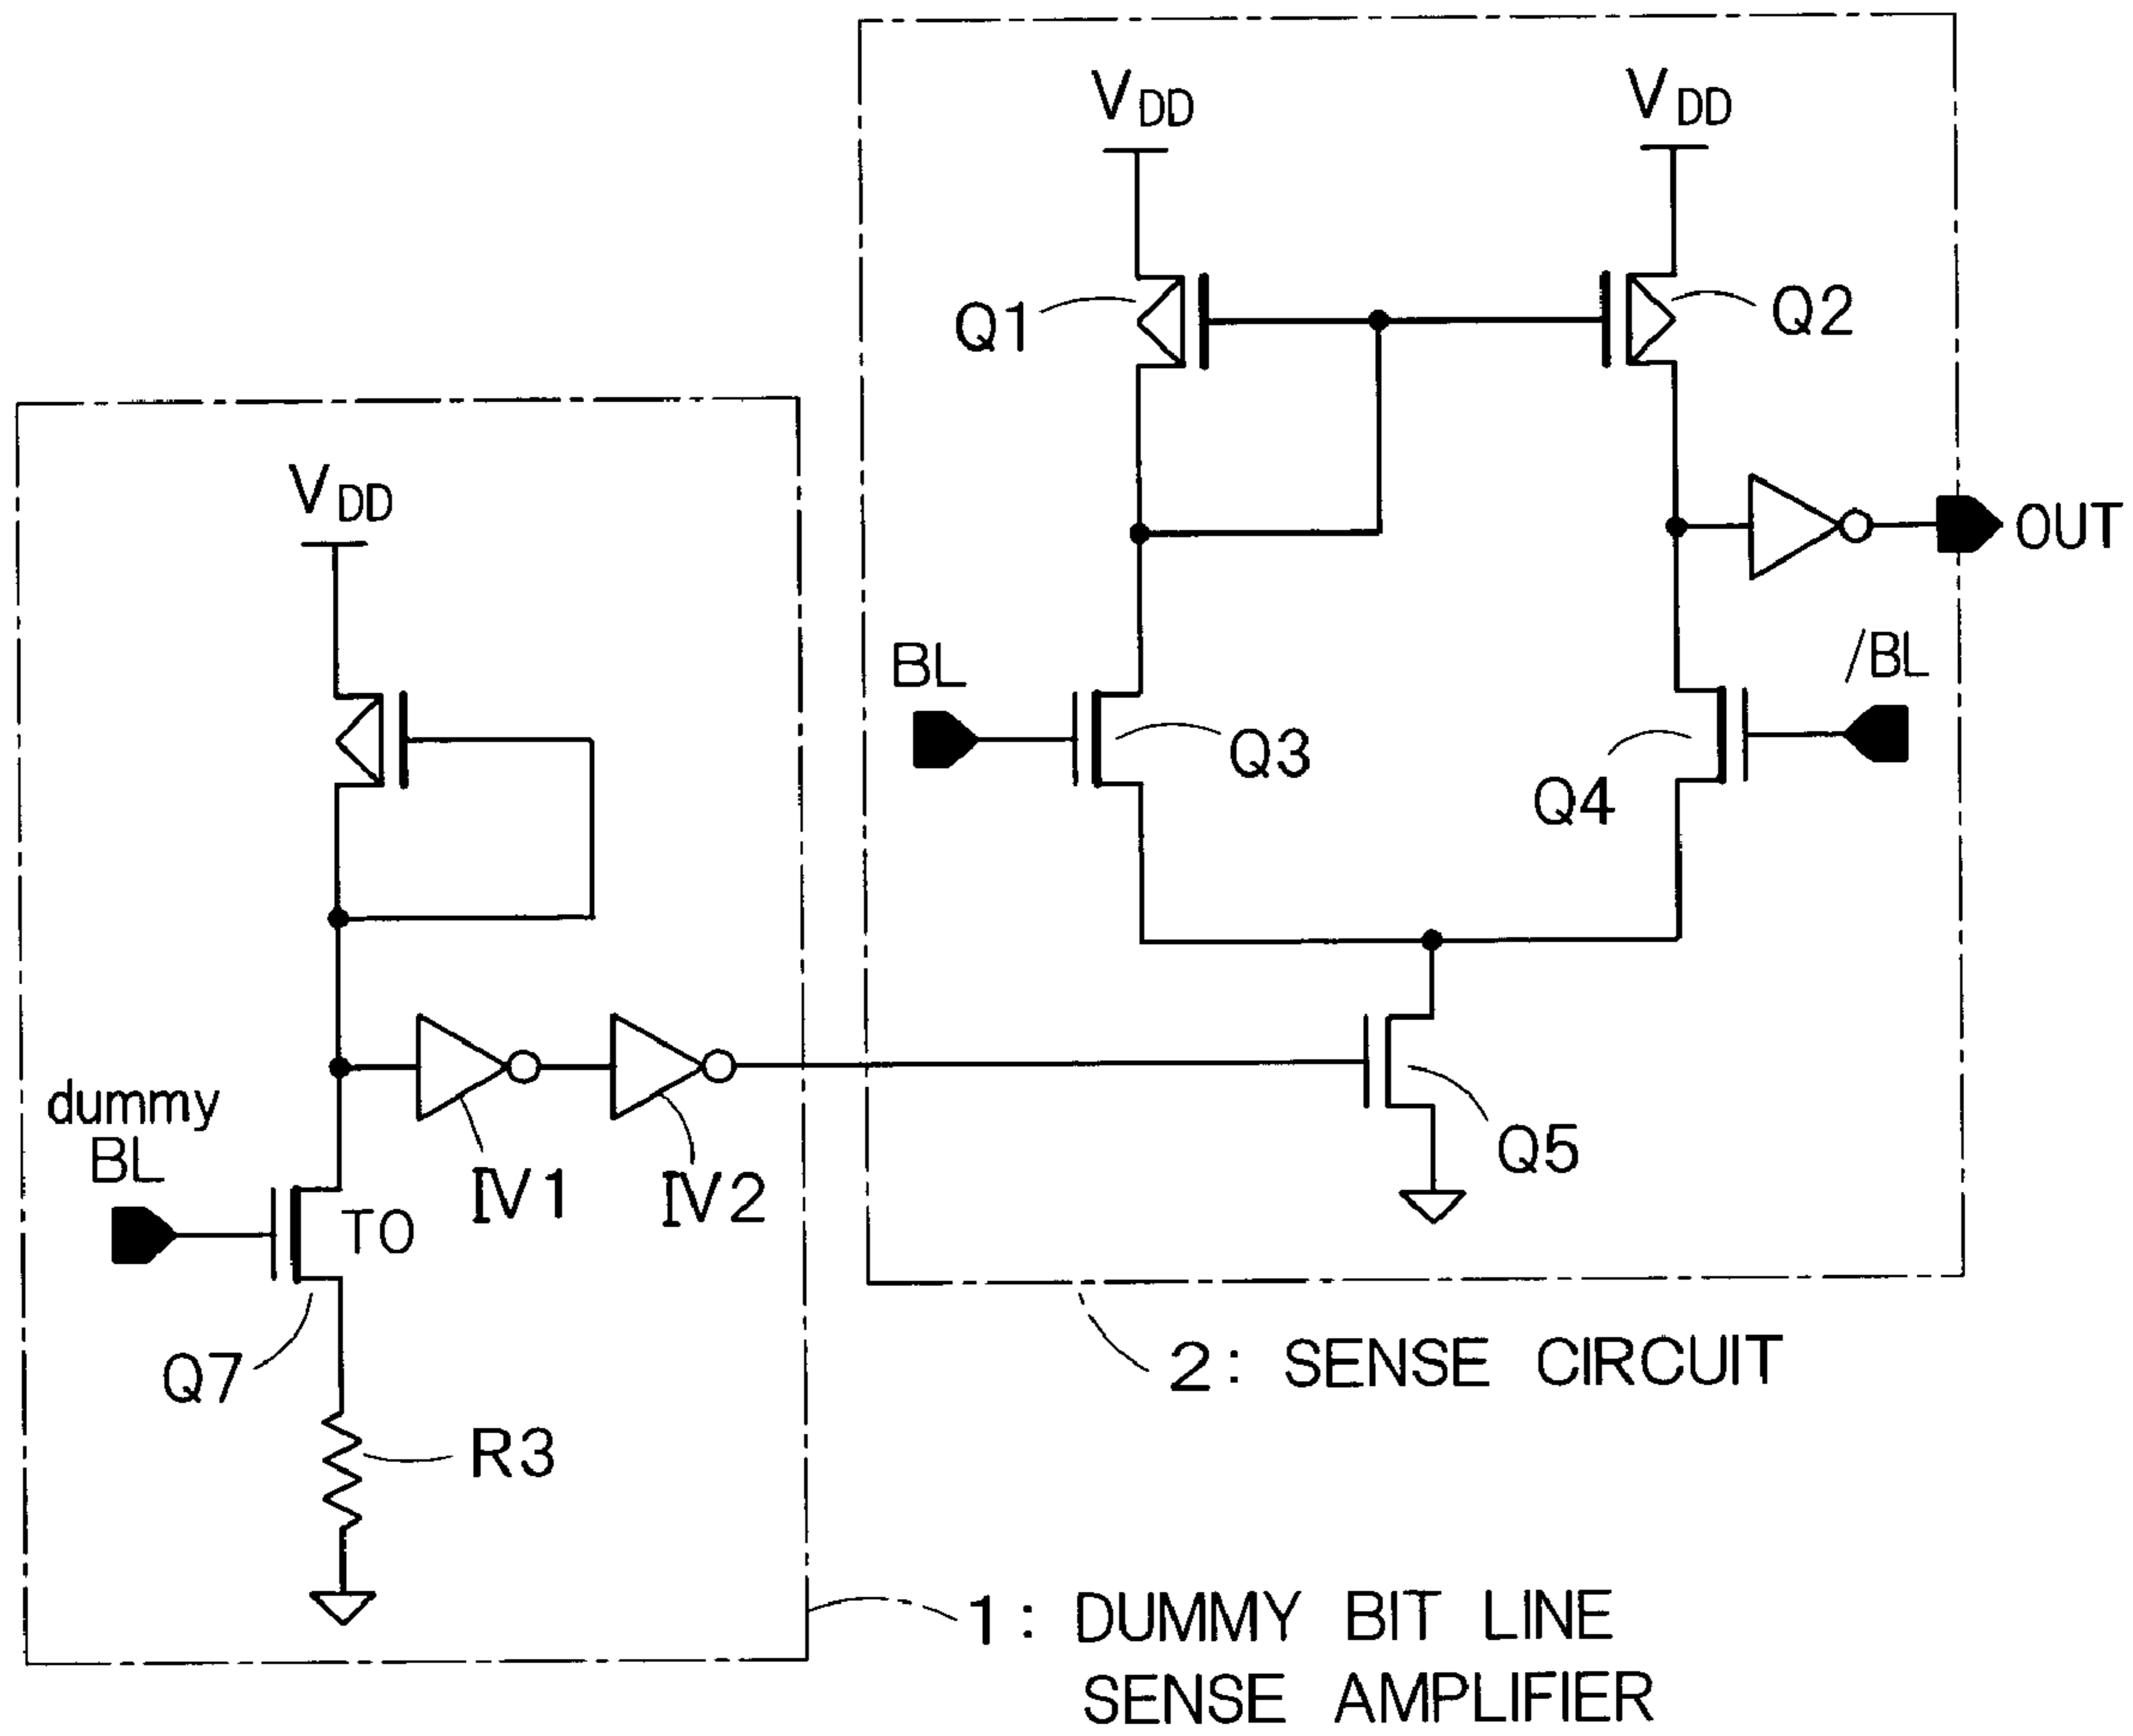 VDD
VDD
Q1
Q2
VDD
OUT
BL
/BL
Q3
Q4
dummy
BL
IV1
IV2
Q5
TO
Q7
2: SENSE CIRCUIT
R3
1: DUMMY BIT LINE
SENSE AMPLIFIER